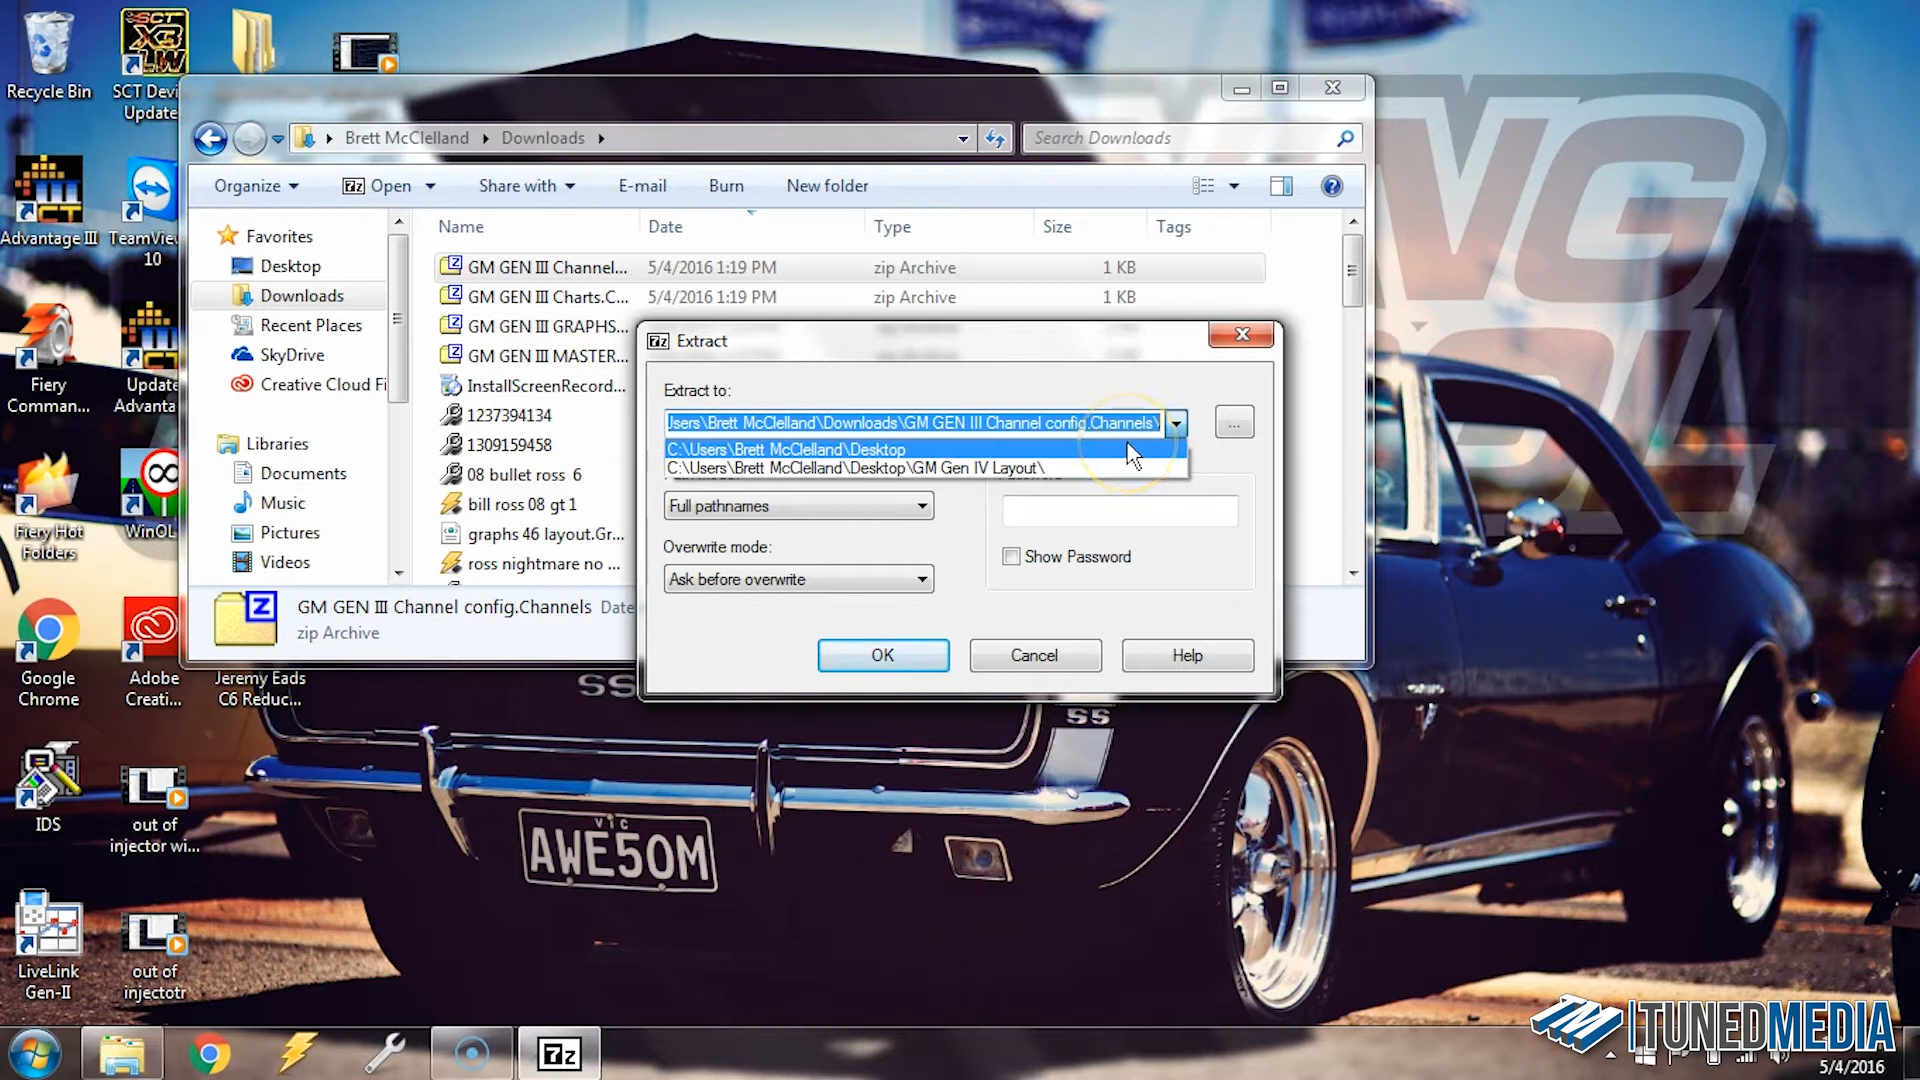 Recycle Bin
SCT Devi
Update
Brett McClelland
Downloads
Search Downloads
Organize
Open
Share with
E-mail
Burn
New folder
Name
Date
Type
Size
Tags
Favorites
Desktop
Downloads
Recent Places
SkyDrive
Creative Cloud Fi
Libraries
Documents
Music
Pictures
Videos
GM GEN III Channel... 5/4/2016 1:19 PM zip Archive 1 KB
GM GEN III Charts.C... 5/4/2016 1:19 PM zip Archive 1 KB
GM GEN III GRAPHS...
GM GEN III MASTER...
InstallScreenRecord...
1237394134
1309159458
08 bullet ross 6
bill ross 08 gt 1
graphs 46 layout.Gr...
ross nightmare no ...
GM GEN III Channel config.Channels Date
zip Archive
7z Extract
Extract to:
Jsers\Brett McClelland\Downloads\GM GEN III Channel config.Channels\
...
C:\Users\Brett McClelland\Desktop
C:\Users\Brett McClelland\Desktop\GM Gen IV Layout\
Full pathnames
Overwrite mode:
Ask before overwrite
Show Password
OK
Cancel
Help
Advantage III
TeamVie
10
Fiery
Comman...
Update
Advanta
Fiery Hot
Folders
WinOL
Google
Chrome
Adobe
Creati...
Jeremy Eads
C6 Reduc...
IDS
out of
injector wi...
LiveLink
Gen-II
out of
injectotr
SS
SS
VIC
AWE50M
7z
TUNEDMEDIA
5/4/2016